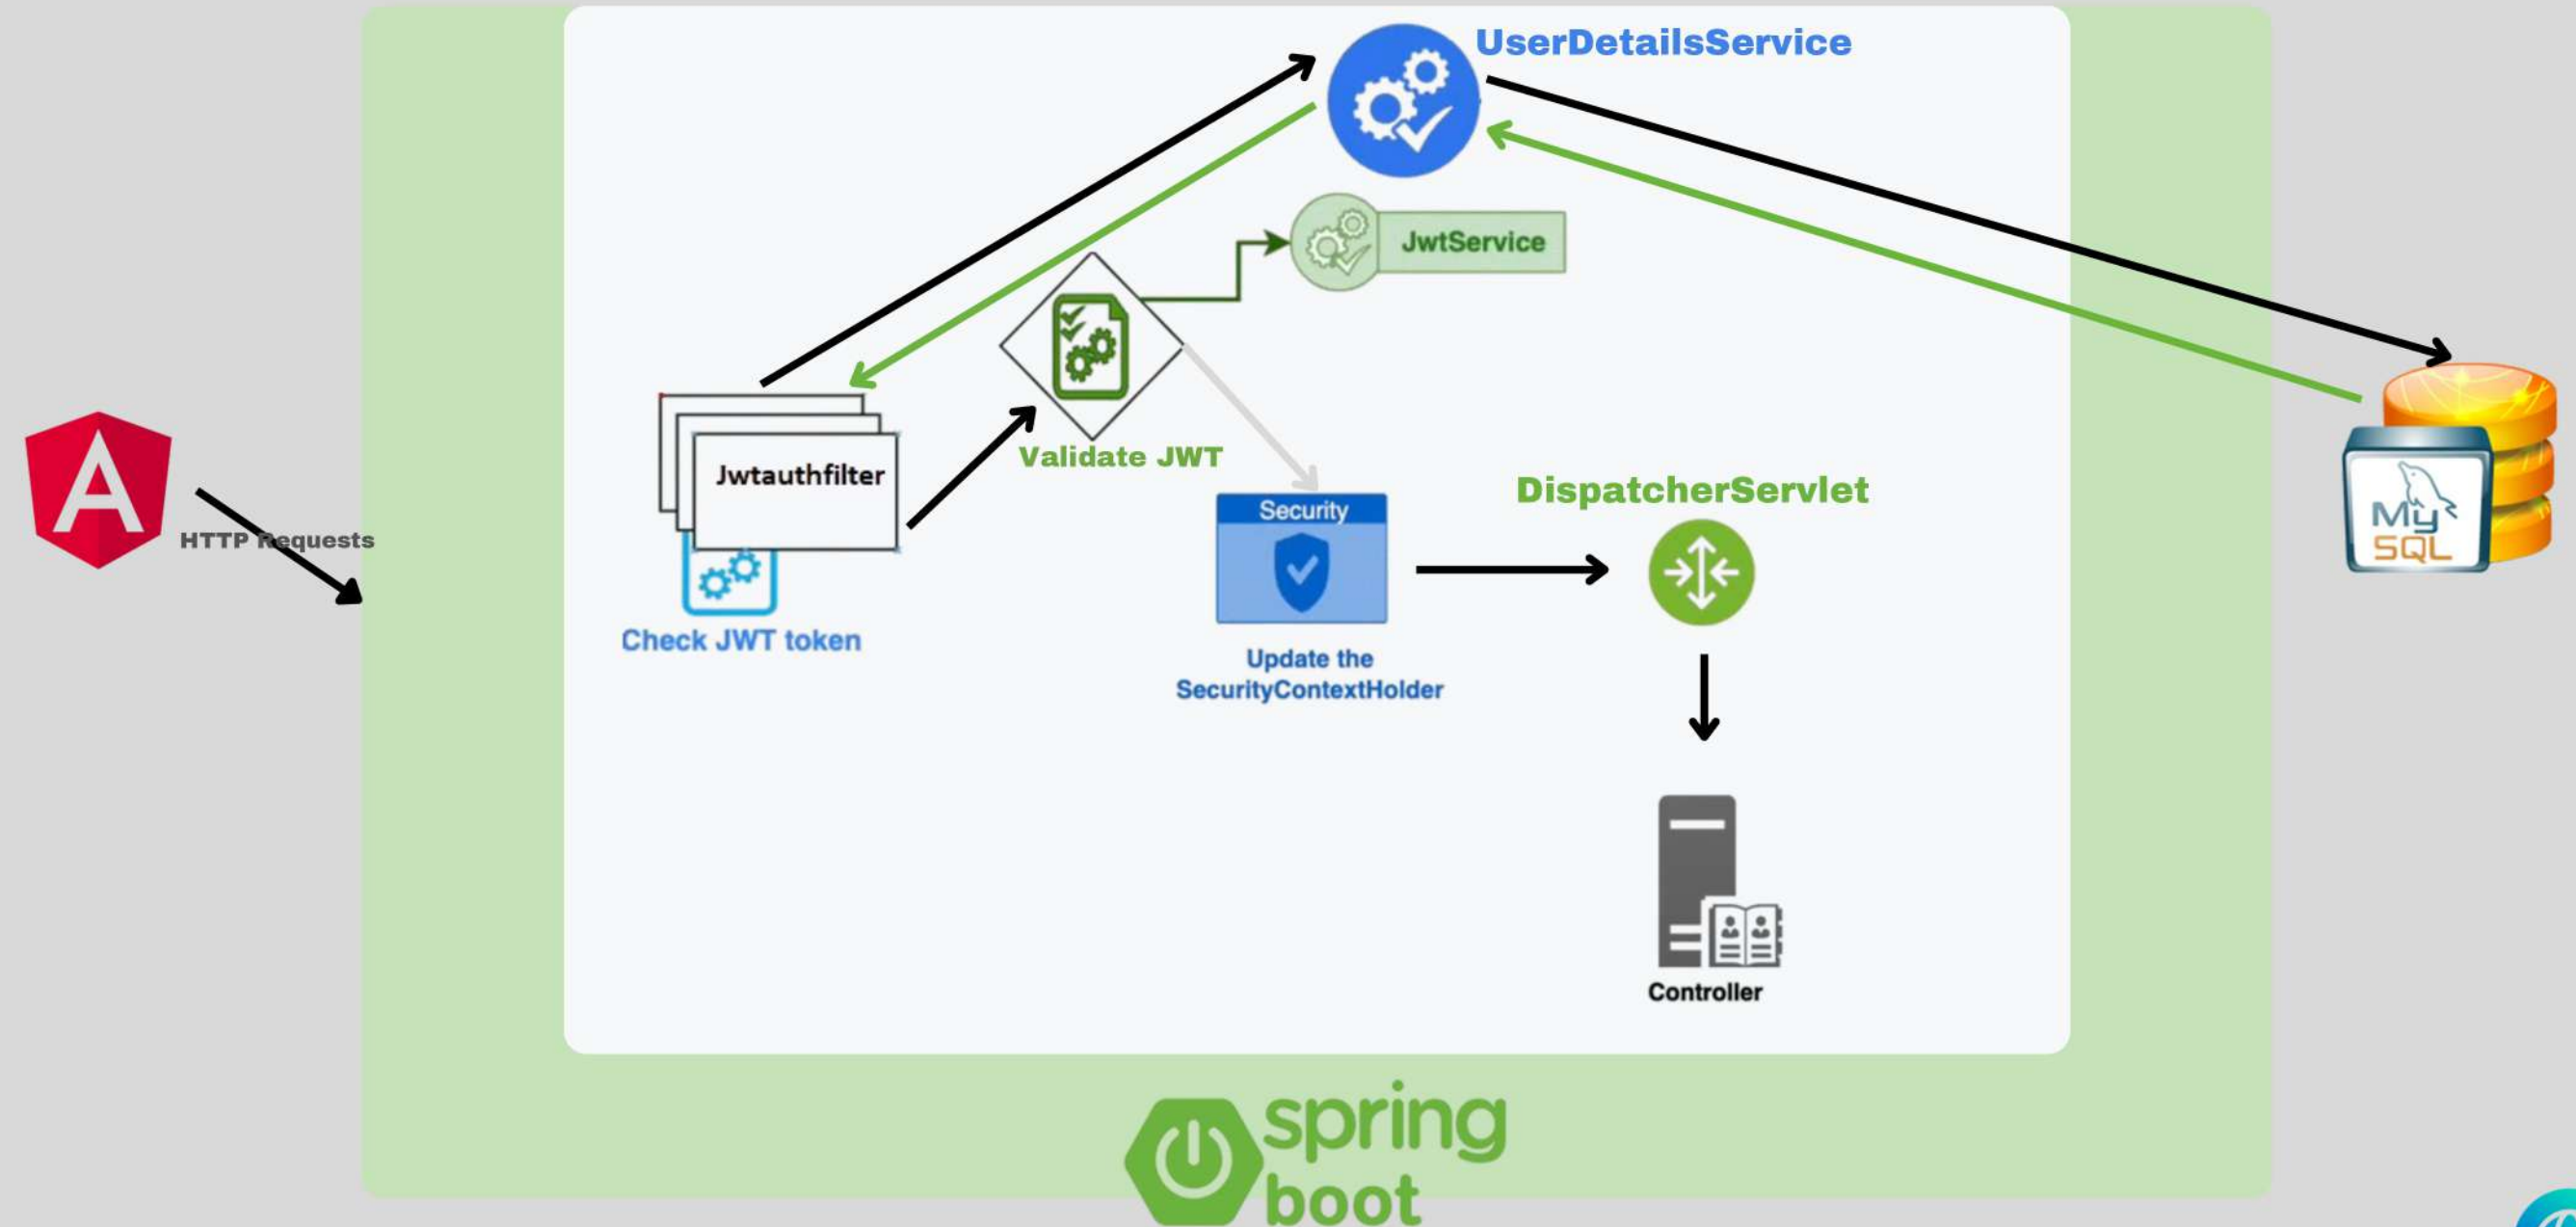 UserDetailsService
JwtService
Jwtauthfilter
Validate JWT
HTTP Requests
Check JWT token
Security
Update the
SecurityContextHolder
DispatcherServlet
My
SQL
Controller
spring
boot